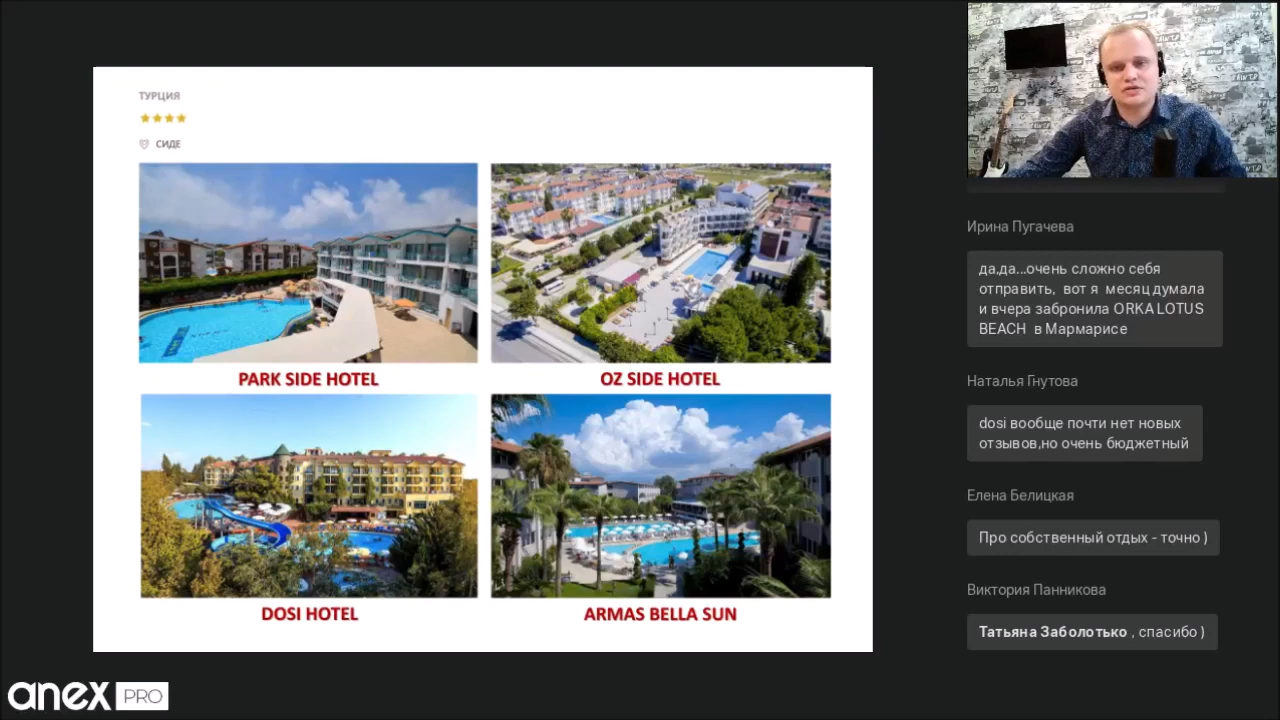 ТУРЦИЯ
СИДЕ
PARK SIDE HOTEL
OZ SIDE HOTEL
DOSI HOTEL
ARMAS BELLA SUN
anex PRO
Ирина Пугачева
да,да...очень сложно себя
отправить, вот я месяц думала
и вчера забронила ORKA LOTUS
BEACH в Мармарисе
Наталья Гнутова
dosi вообще почти нет новых
отзывов,но очень бюджетный
Елена Белицкая
Про собственный отдых - точно )
Виктория Панникова
Татьяна Заболотько , спасибо )